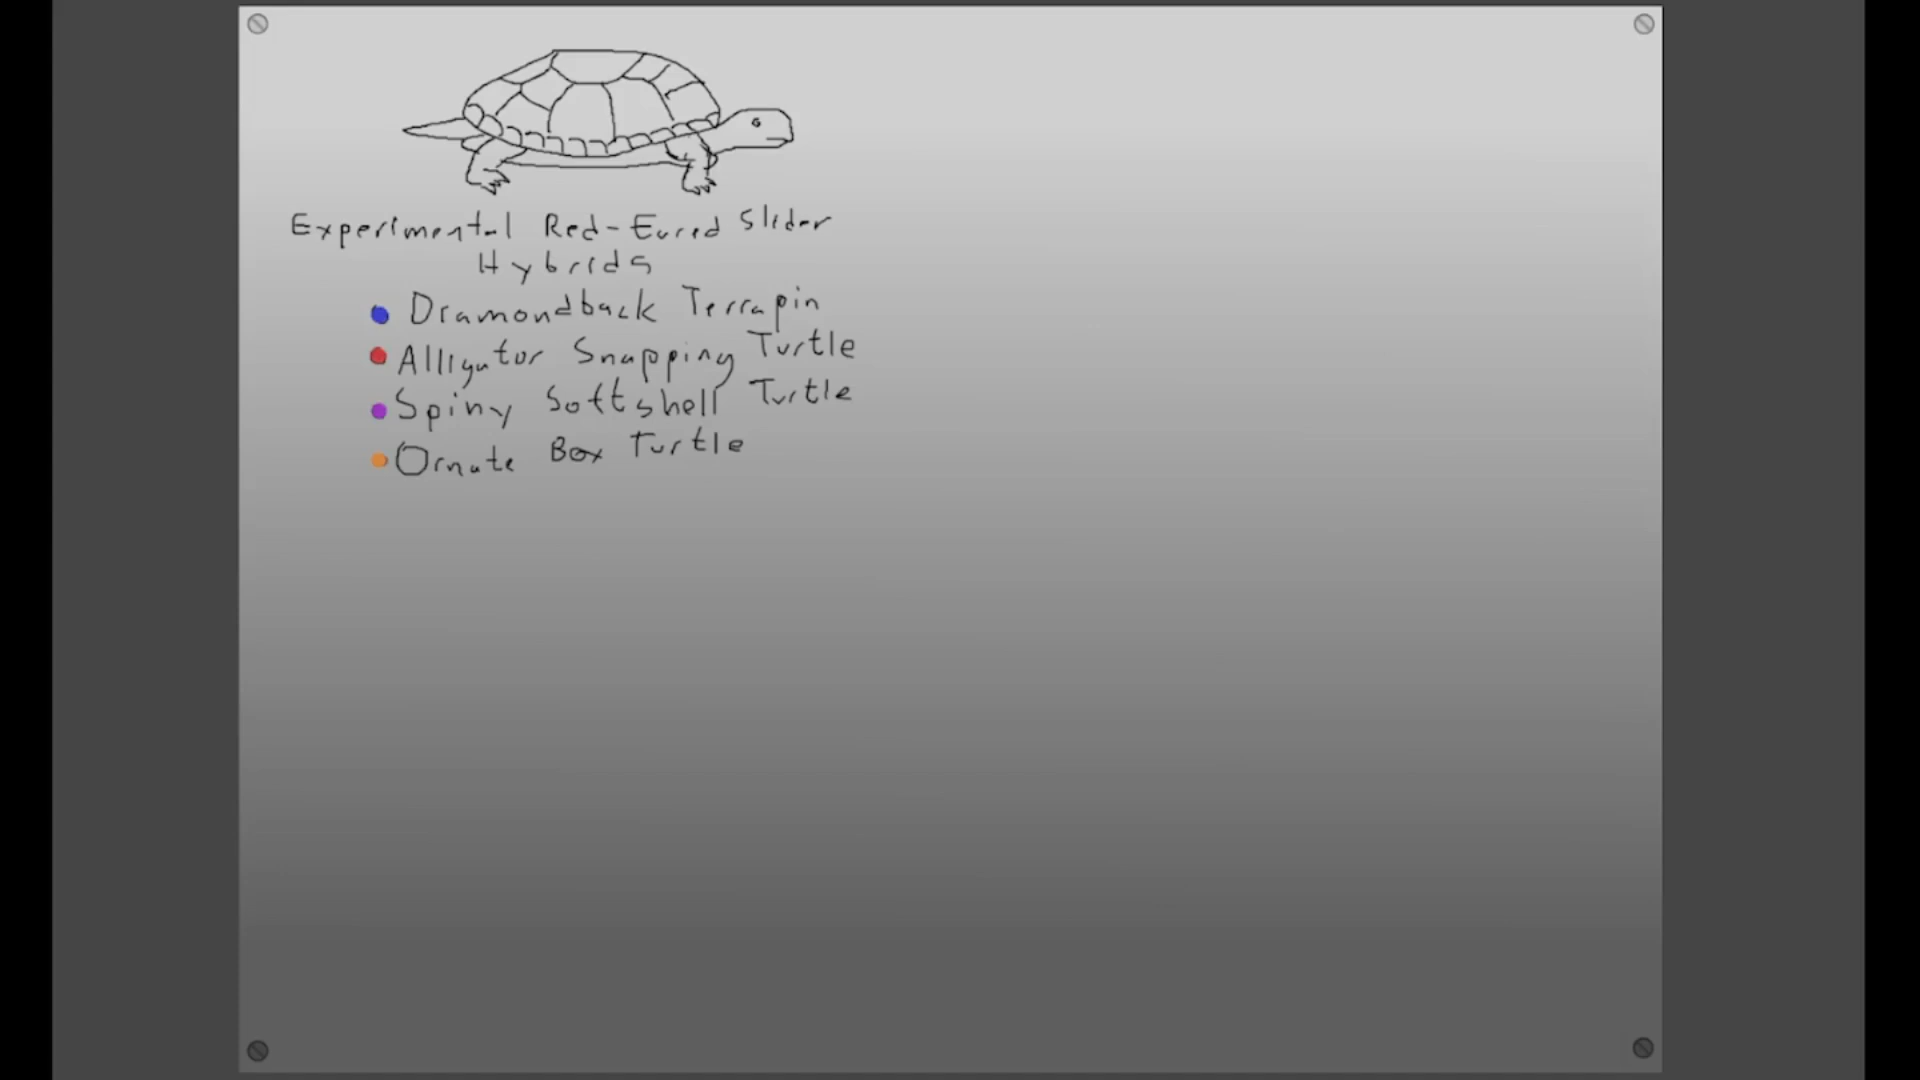 Experimental Red-Eared Slider
Hybrids
Diamondback Terrapin
Alligator Snapping Turtle
Spiny Softshell Turtle
Ornate Box Turtle